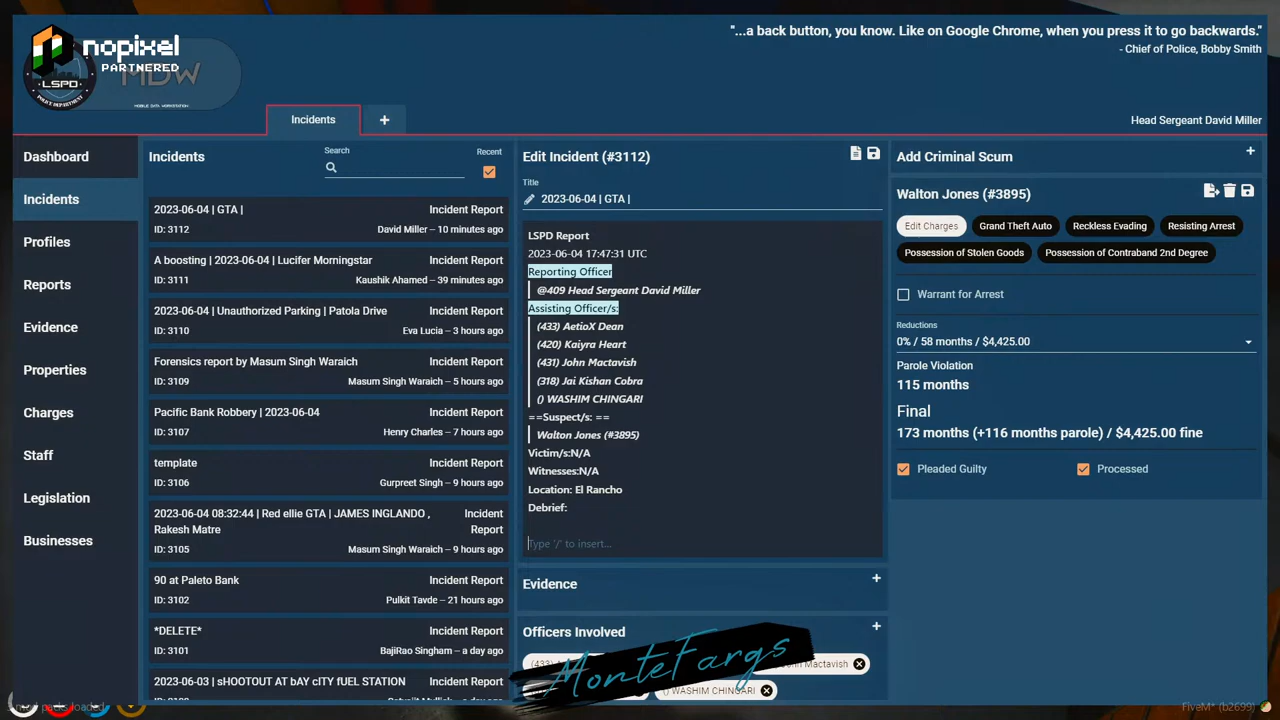 nopixel
PARTNERED
LSPD
MDW
MOBILE DATA WORKSTATION
"...a back button, you know. Like on Google Chrome, when you press it to go backwards."
- Chief of Police, Bobby Smith
Incidents
+
Head Sergeant David Miller
Dashboard
Incidents
Profiles
Reports
Evidence
Properties
Charges
Staff
Legislation
Businesses
Incidents
Search
Recent
2023-06-04 | GTA |
Incident Report
ID: 3112
David Miller – 10 minutes ago
A boosting | 2023-06-04 | Lucifer Morningstar
Incident Report
ID: 3111
Kaushik Ahamed – 39 minutes ago
2023-06-04 | Unauthorized Parking | Patola Drive
Incident Report
ID: 3110
Eva Lucia – 3 hours ago
Forensics report by Masum Singh Waraich
Incident Report
ID: 3109
Masum Singh Waraich – 5 hours ago
Pacific Bank Robbery | 2023-06-04
Incident Report
ID: 3107
Henry Charles – 7 hours ago
template
Incident Report
ID: 3106
Gurpreet Singh – 9 hours ago
2023-06-04 08:32:44 | Red ellie GTA | JAMES INGLANDO ,
Rakesh Matre
Incident
Report
ID: 3105
Masum Singh Waraich – 9 hours ago
90 at Paleto Bank
Incident Report
ID: 3102
Pulkit Tavde – 21 hours ago
*DELETE*
Incident Report
ID: 3101
BajiRao Singham – a day ago
2023-06-03 | sHOOTOUT AT bAY cITY fUEL STATION
Incident Report
Edit Incident (#3112)
Title
2023-06-04 | GTA |
LSPD Report
2023-06-04 17:47:31 UTC
Reporting Officer
@409 Head Sergeant David Miller
Assisting Officer/s:
(433) AetioX Dean
(420) Kaiyra Heart
(431) John Mactavish
(318) Jai Kishan Cobra
() WASHIM CHINGARI
==Suspect/s: ==
Walton Jones (#3895)
Victim/s:N/A
Witnesses:N/A
Location: El Rancho
Debrief:
Type '/' to insert...
Evidence
+
Officers Involved
+
(433)
John Mactavish
() WASHIM CHINGARI
MonteFargs
Add Criminal Scum
+
Walton Jones (#3895)
Edit Charges
Grand Theft Auto
Reckless Evading
Resisting Arrest
Possession of Stolen Goods
Possession of Contraband 2nd Degree
Warrant for Arrest
Reductions
0% / 58 months / $4,425.00
Parole Violation
115 months
Final
173 months (+116 months parole) / $4,425.00 fine
Pleaded Guilty
Processed
mod packs loaded
FiveM* (b2699)